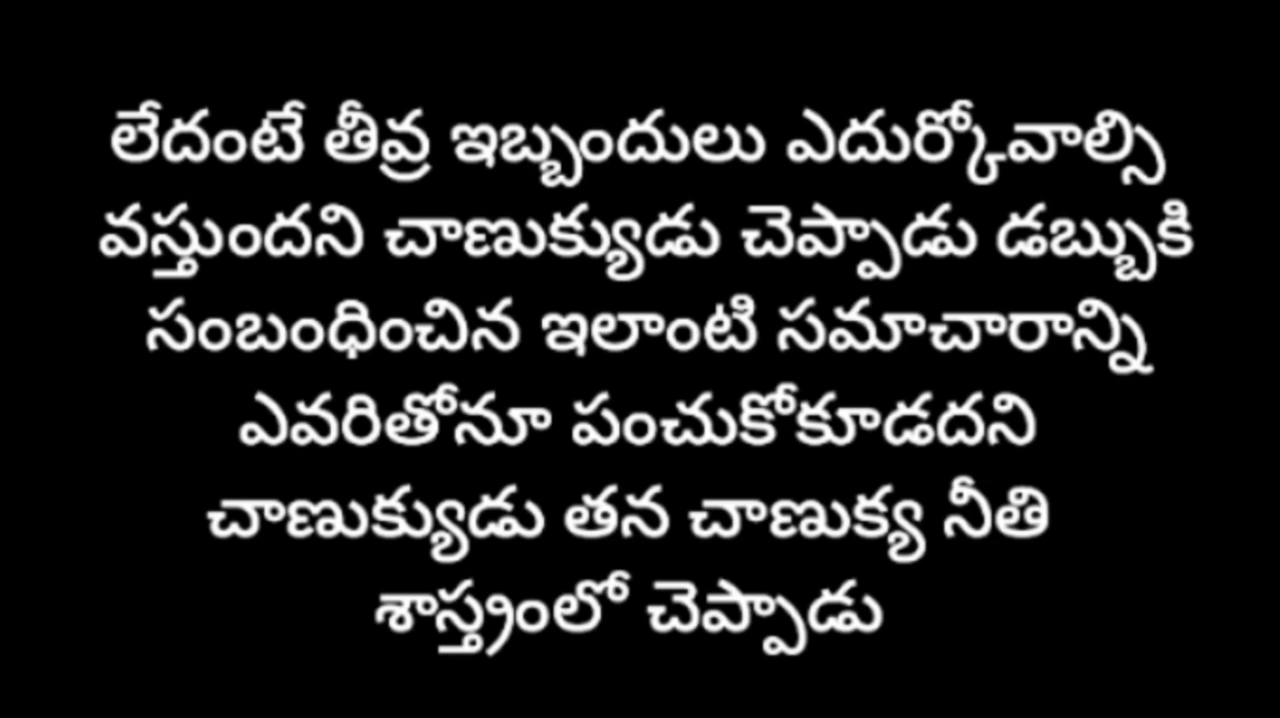 లేదంటే తీవ్ర ఇబ్బందులు ఎదుర్కోవాల్సి
వస్తుందని చాణుక్యుడు చెప్పాడు డబ్బుకి
సంబంధించిన ఇలాంటి సమాచారాన్ని
ఎవరితోనూ పంచుకోకూడదని
చాణుక్యుడు తన చాణుక్య నీతి
శాస్త్రంలో చెప్పాడు